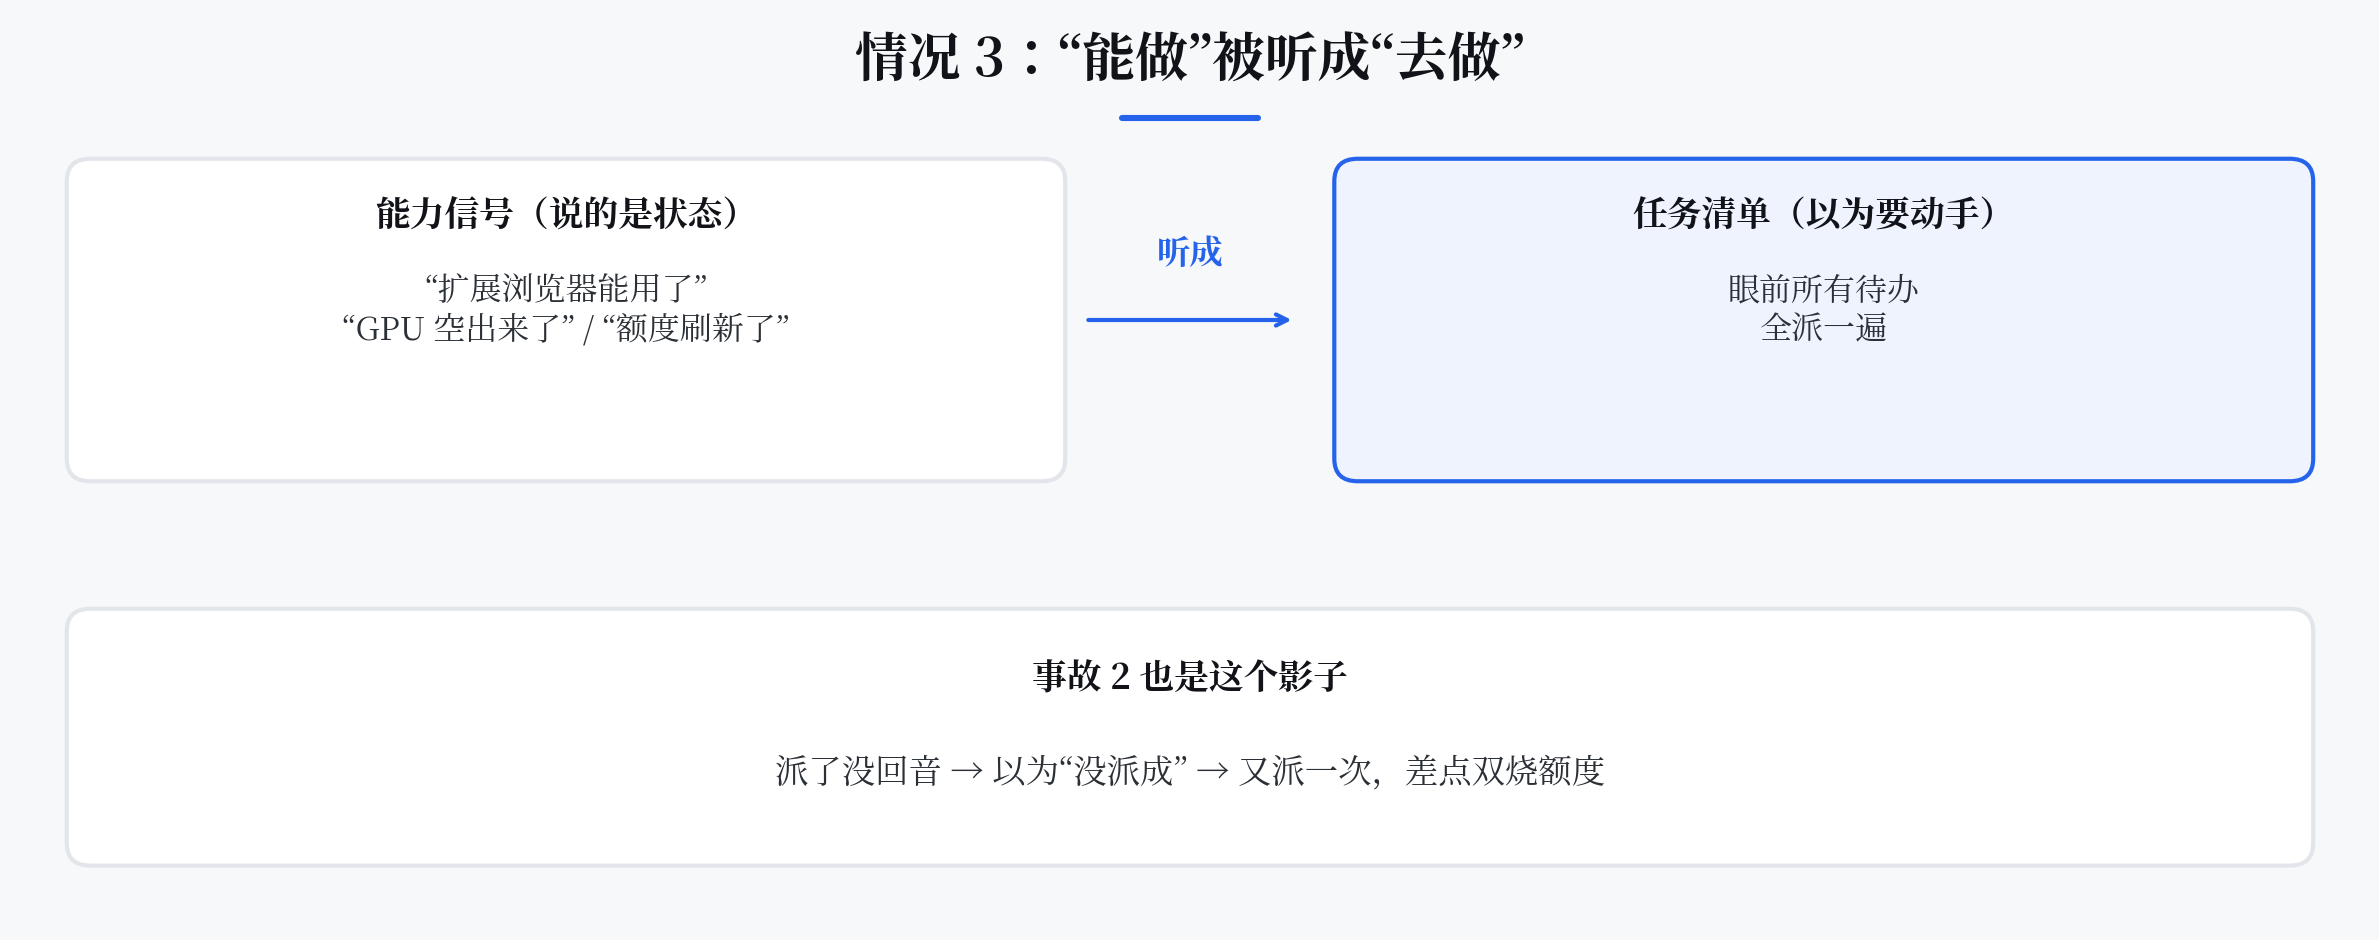 情况 3：“能做”被听成“去做”
能力信号（说的是状态）
“扩展浏览器能用了”
“GPU 空出来了” / “额度刷新了”
听成
任务清单（以为要动手）
眼前所有待办
全派一遍
事故 2 也是这个影子
派了没回音 → 以为“没派成” → 又派一次，差点双烧额度